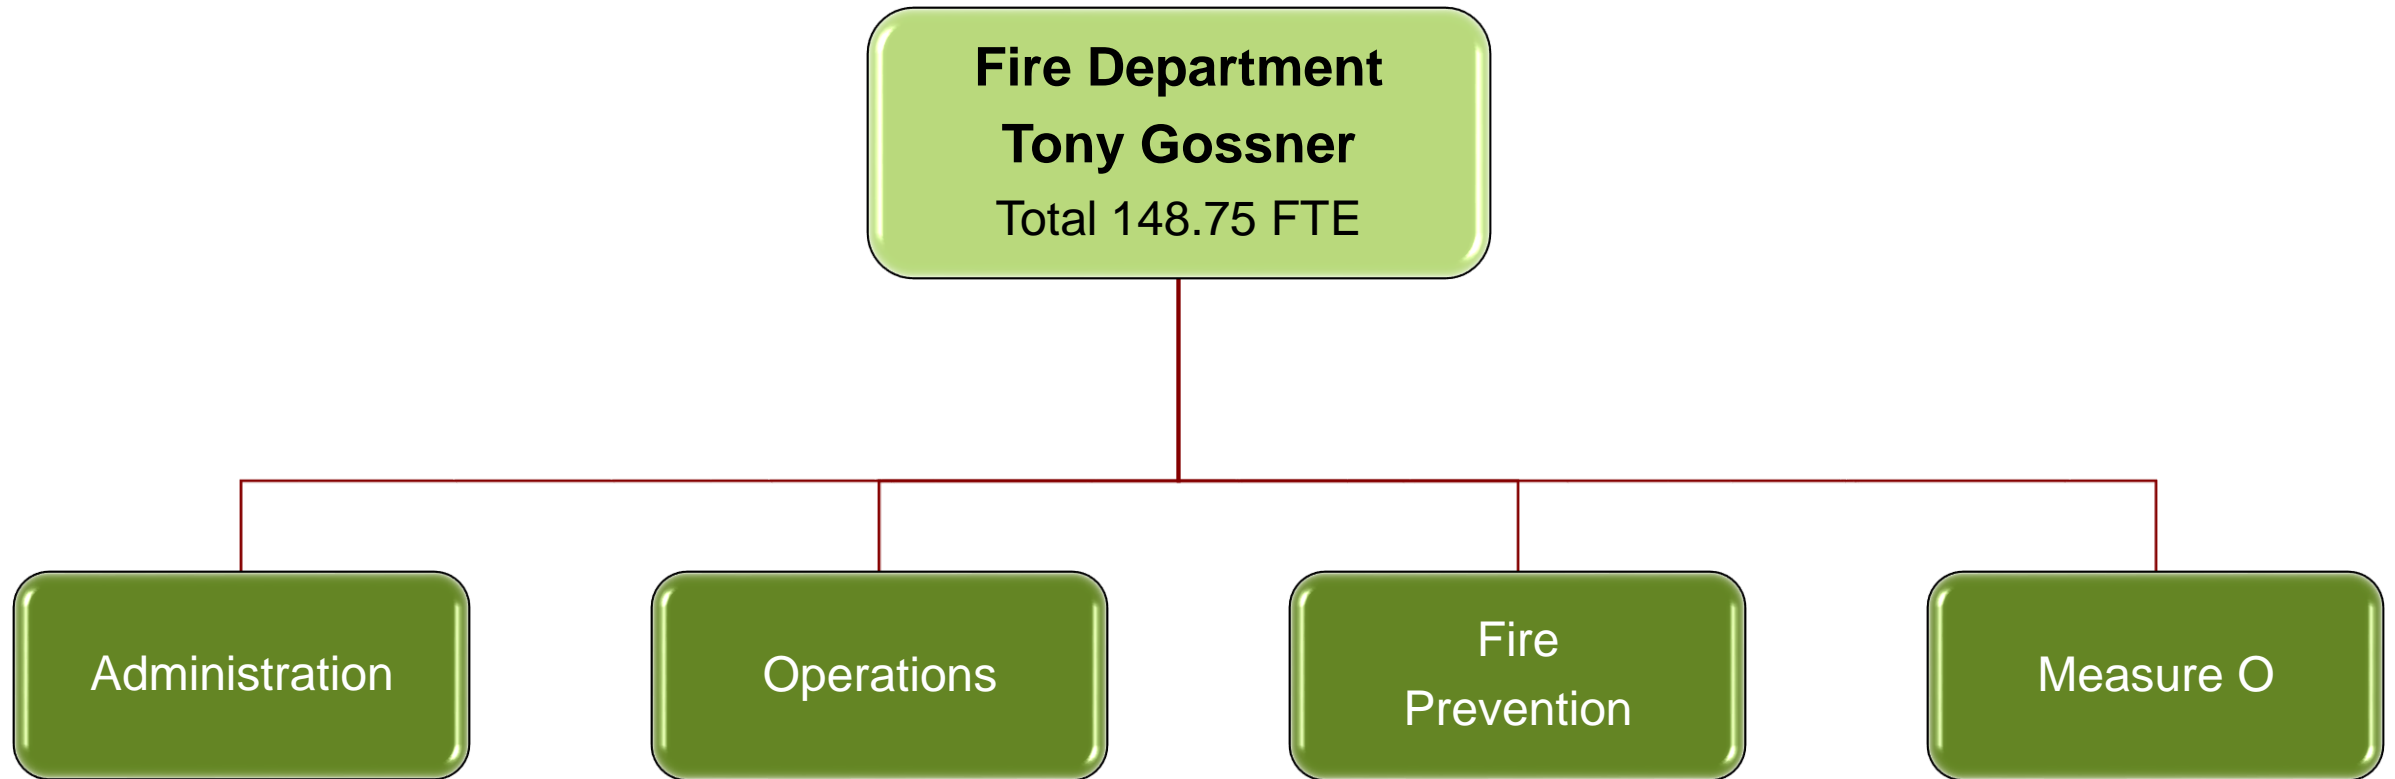 Fire Department
Tony Gossner
Total 148.75 FTE
Administration
Operations
Fire
Prevention
Measure O